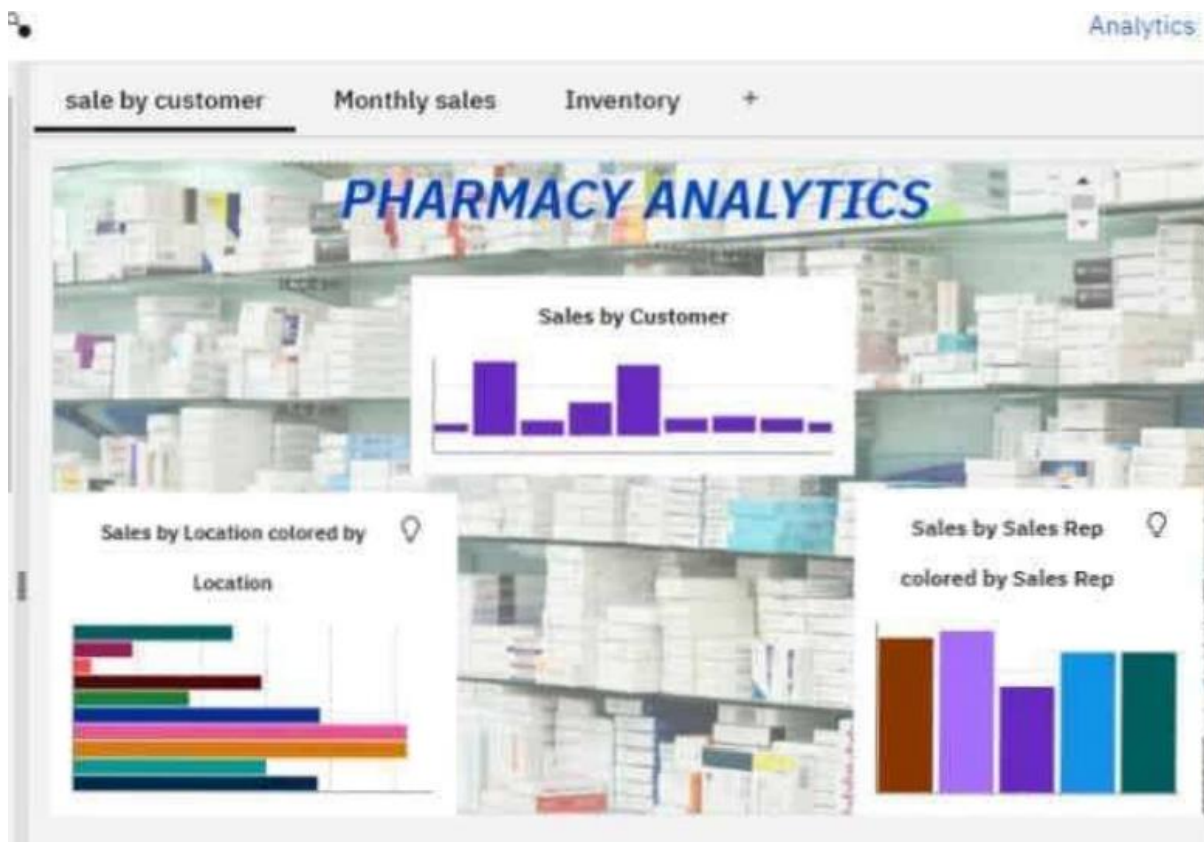 Analytics
sale by customer Monthly sales Inventory +
PHARMACY ANALYTICS
Sales by Customer
Sales by Location colored by
Location
Sales by Sales Rep
colored by Sales Rep